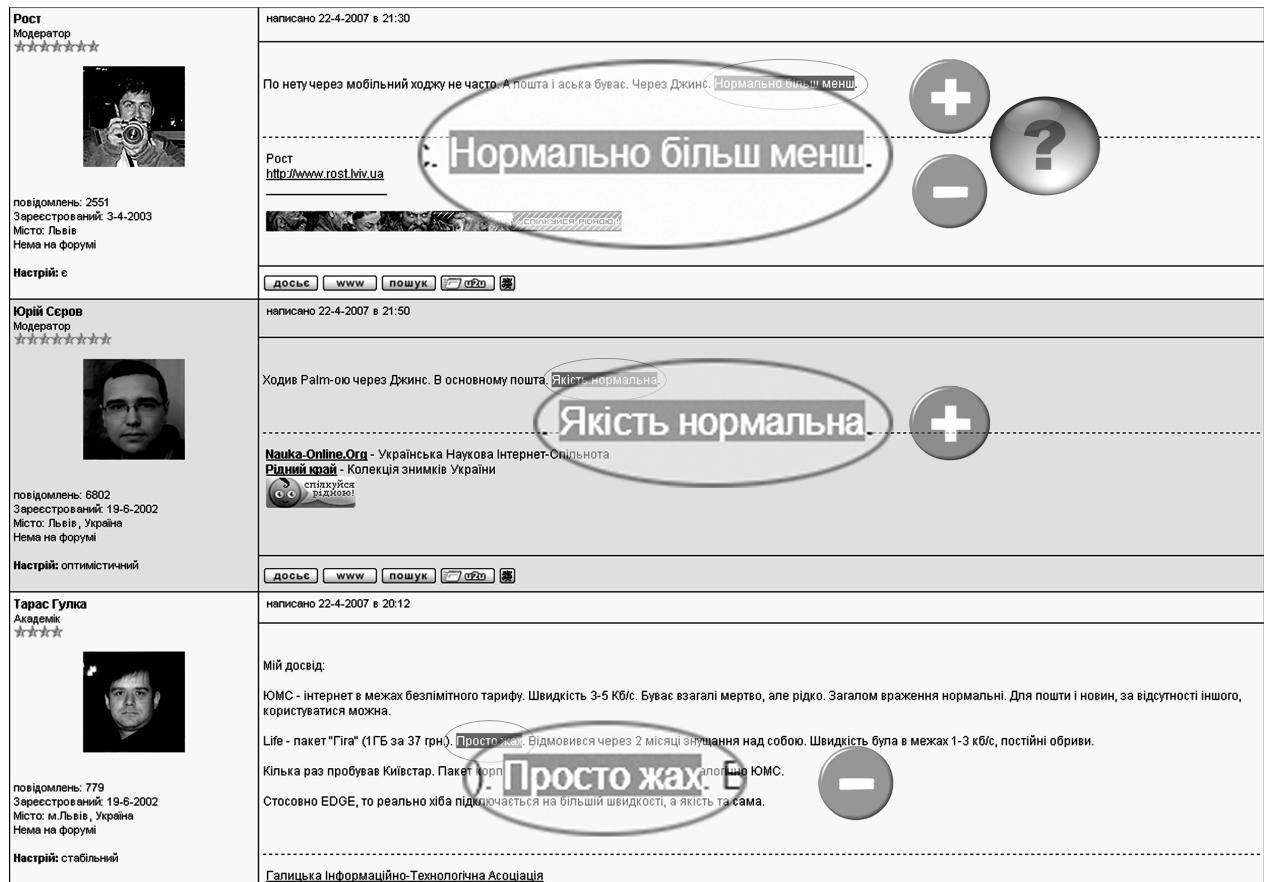 Рост
Модератор
повідомлень: 2551
Зареєстрований: 3-4-2003
Місто: Львів
Нема на форумі
Настрій: є
написано 22-4-2007 в 21:30
По нету через мобільний ходжу не часто. А пошта і аська буває. Через Джинс. Нормально більш менш.
. Нормально більш менш.
?
Рост
http://www.rost.lviv.ua
СПІЛКУЙСЯ РІДНОЮ!
досьє www пошук
Юрій Сєров
Модератор
повідомлень: 6802
Зареєстрований: 19-6-2002
Місто: Львів, Україна
Нема на форумі
Настрій: оптимістичний
написано 22-4-2007 в 21:50
Ходив Palm-ою через Джинс. В основному пошта. Якість нормальна.
. Якість нормальна.
Nauka-Online.Org - Українська Наукова Інтернет-Спільнота
Рідний край - Колекція знимків України
спілкуйся
рідною!
досьє www пошук
Тарас Гулка
Академік
повідомлень: 779
Зареєстрований: 19-6-2002
Місто: м.Львів, Україна
Нема на форумі
Настрій: стабільний
написано 22-4-2007 в 20:12
Мій досвід:
ЮМС - інтернет в межах безлімітного тарифу. Швидкість 3-5 Кб/с. Буває взагалі мертво, але рідко. Загалом враження нормальні. Для пошти і новин, за відсутності іншого,
користуватися можна.
Life - пакет "Гіга" (1ГБ за 37 грн.). Просто жах. Відмовився через 2 місяці знущання над собою. Швидкість була в межах 1-3 кб/с, постійні обриви.
). Просто жах. В
Кілька раз пробував Київстар. Пакет ЮМС.
Стосовно EDGE, то реально хіба підключається на більшій швидкості, а якість та сама.
Галицька Інформаційно-Технологічна Асоціація